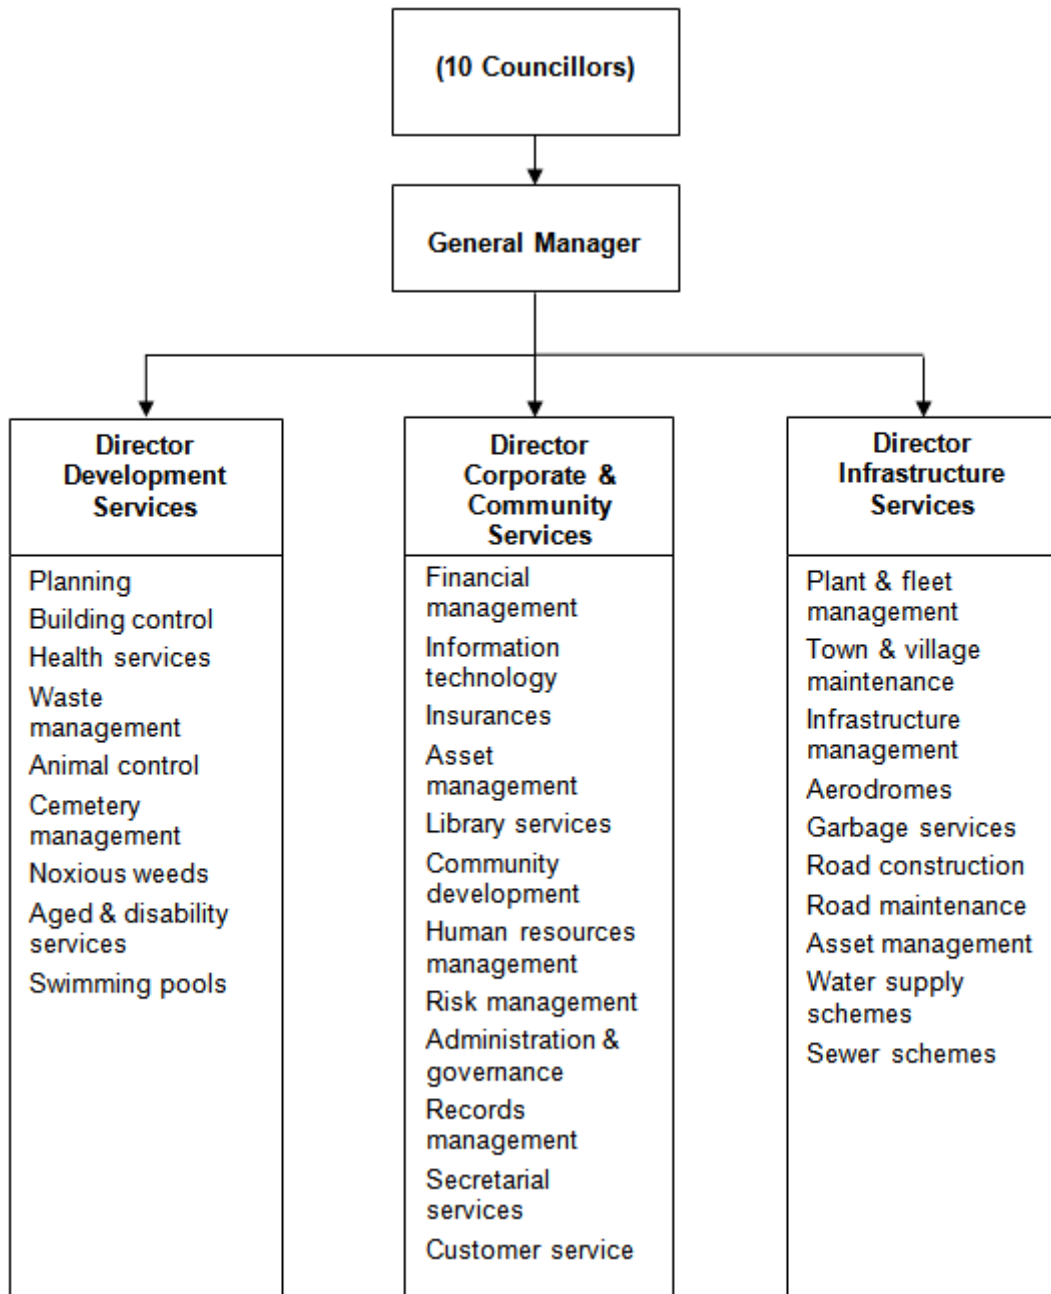 (10 Councillors)
General Manager
Director
Development
Services
Planning
Building control
Health services
Waste
management
Animal control
Cemetery
management
Noxious weeds
Aged & disability
services
Swimming pools
Director
Corporate &
Community
Services
Financial
management
Information
technology
Insurances
Asset
management
Library services
Community
development
Human resources
management
Risk management
Administration &
governance
Records
management
Secretarial
services
Customer service
Director
Infrastructure
Services
Plant & fleet
management
Town & village
maintenance
Infrastructure
management
Aerodromes
Garbage services
Road construction
Road maintenance
Asset management
Water supply
schemes
Sewer schemes